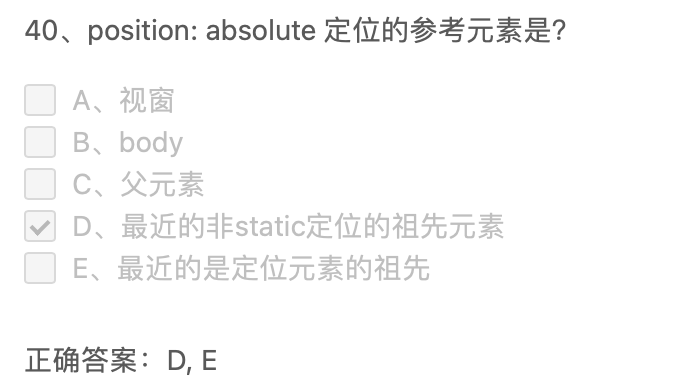 40、position: absolute 定位的参考元素是?
A、视窗
B、body
C、父元素
D、最近的非static定位的祖先元素
E、最近的是定位元素的祖先
正确答案：D, E